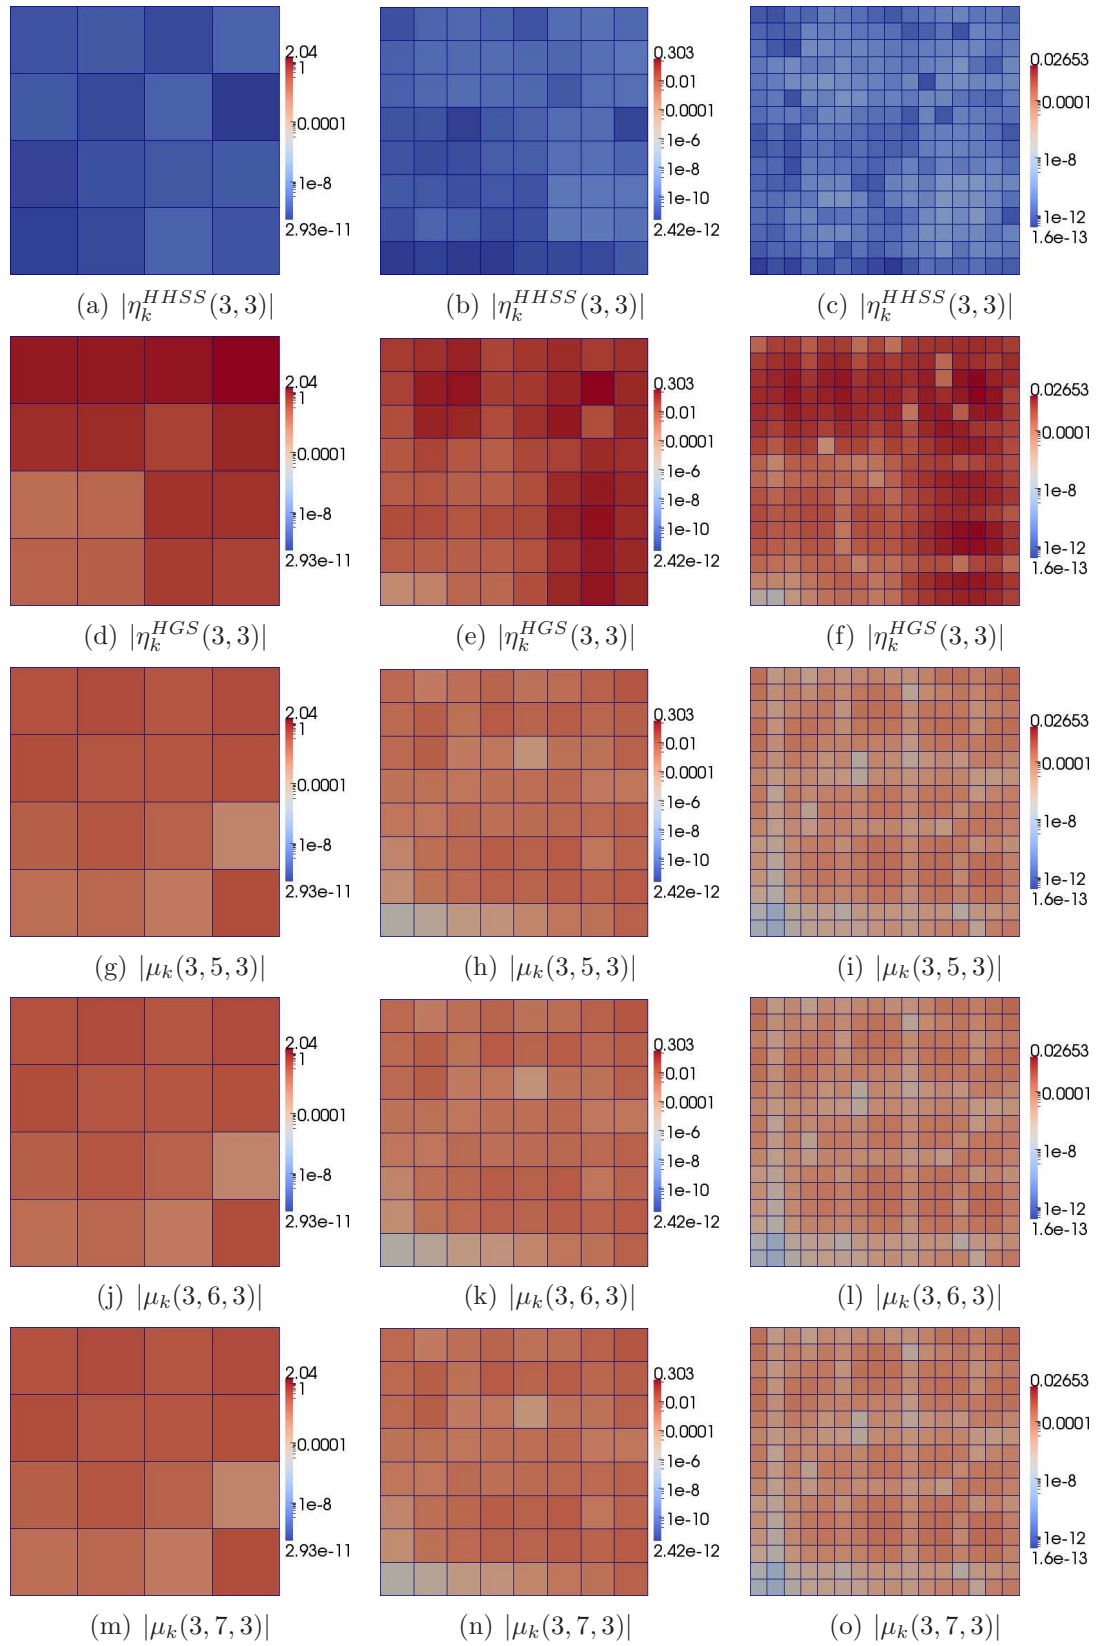 2.04
1
0.0001
1e-8
2.93e-11
0.303
0.01
0.0001
1e-6
1e-8
1e-10
2.42e-12
0.02653
0.0001
1e-8
1e-12
1.6e-13
(a) |η_k^{HHSS}(3, 3)|
(b) |η_k^{HHSS}(3, 3)|
(c) |η_k^{HHSS}(3, 3)|
2.04
1
0.0001
1e-8
2.93e-11
0.303
0.01
0.0001
1e-6
1e-8
1e-10
2.42e-12
0.02653
0.0001
1e-8
1e-12
1.6e-13
(d) |η_k^{HGS}(3, 3)|
(e) |η_k^{HGS}(3, 3)|
(f) |η_k^{HGS}(3, 3)|
2.04
1
0.0001
1e-8
2.93e-11
0.303
0.01
0.0001
1e-6
1e-8
1e-10
2.42e-12
0.02653
0.0001
1e-8
1e-12
1.6e-13
(g) |μ_k(3, 5, 3)|
(h) |μ_k(3, 5, 3)|
(i) |μ_k(3, 5, 3)|
2.04
1
0.0001
1e-8
2.93e-11
0.303
0.01
0.0001
1e-6
1e-8
1e-10
2.42e-12
0.02653
0.0001
1e-8
1e-12
1.6e-13
(j) |μ_k(3, 6, 3)|
(k) |μ_k(3, 6, 3)|
(l) |μ_k(3, 6, 3)|
2.04
1
0.0001
1e-8
2.93e-11
0.303
0.01
0.0001
1e-6
1e-8
1e-10
2.42e-12
0.02653
0.0001
1e-8
1e-12
1.6e-13
(m) |μ_k(3, 7, 3)|
(n) |μ_k(3, 7, 3)|
(o) |μ_k(3, 7, 3)|